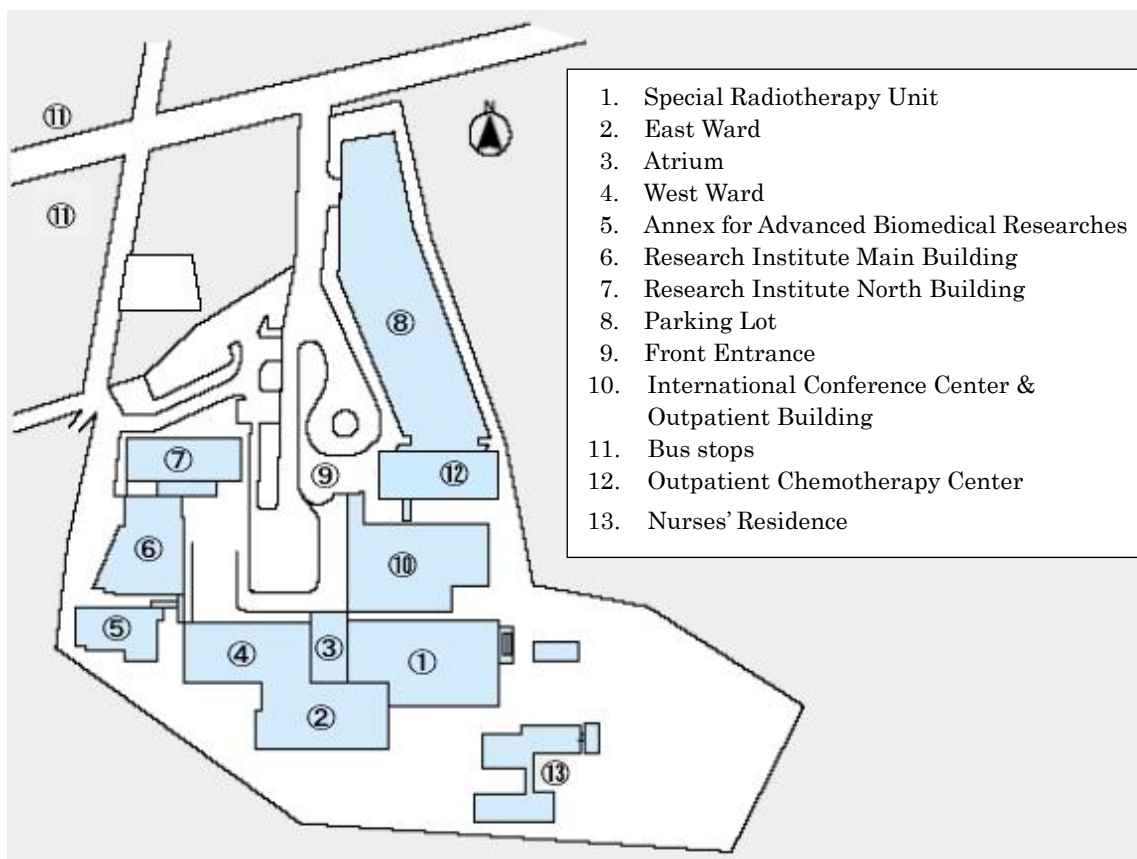 N
⑪
⑪
⑧
⑦
⑨
⑫
⑥
⑩
⑤
④
③
①
②
⑬
1. Special Radiotherapy Unit
2. East Ward
3. Atrium
4. West Ward
5. Annex for Advanced Biomedical Researches
6. Research Institute Main Building
7. Research Institute North Building
8. Parking Lot
9. Front Entrance
10. International Conference Center &
Outpatient Building
11. Bus stops
12. Outpatient Chemotherapy Center
13. Nurses’ Residence